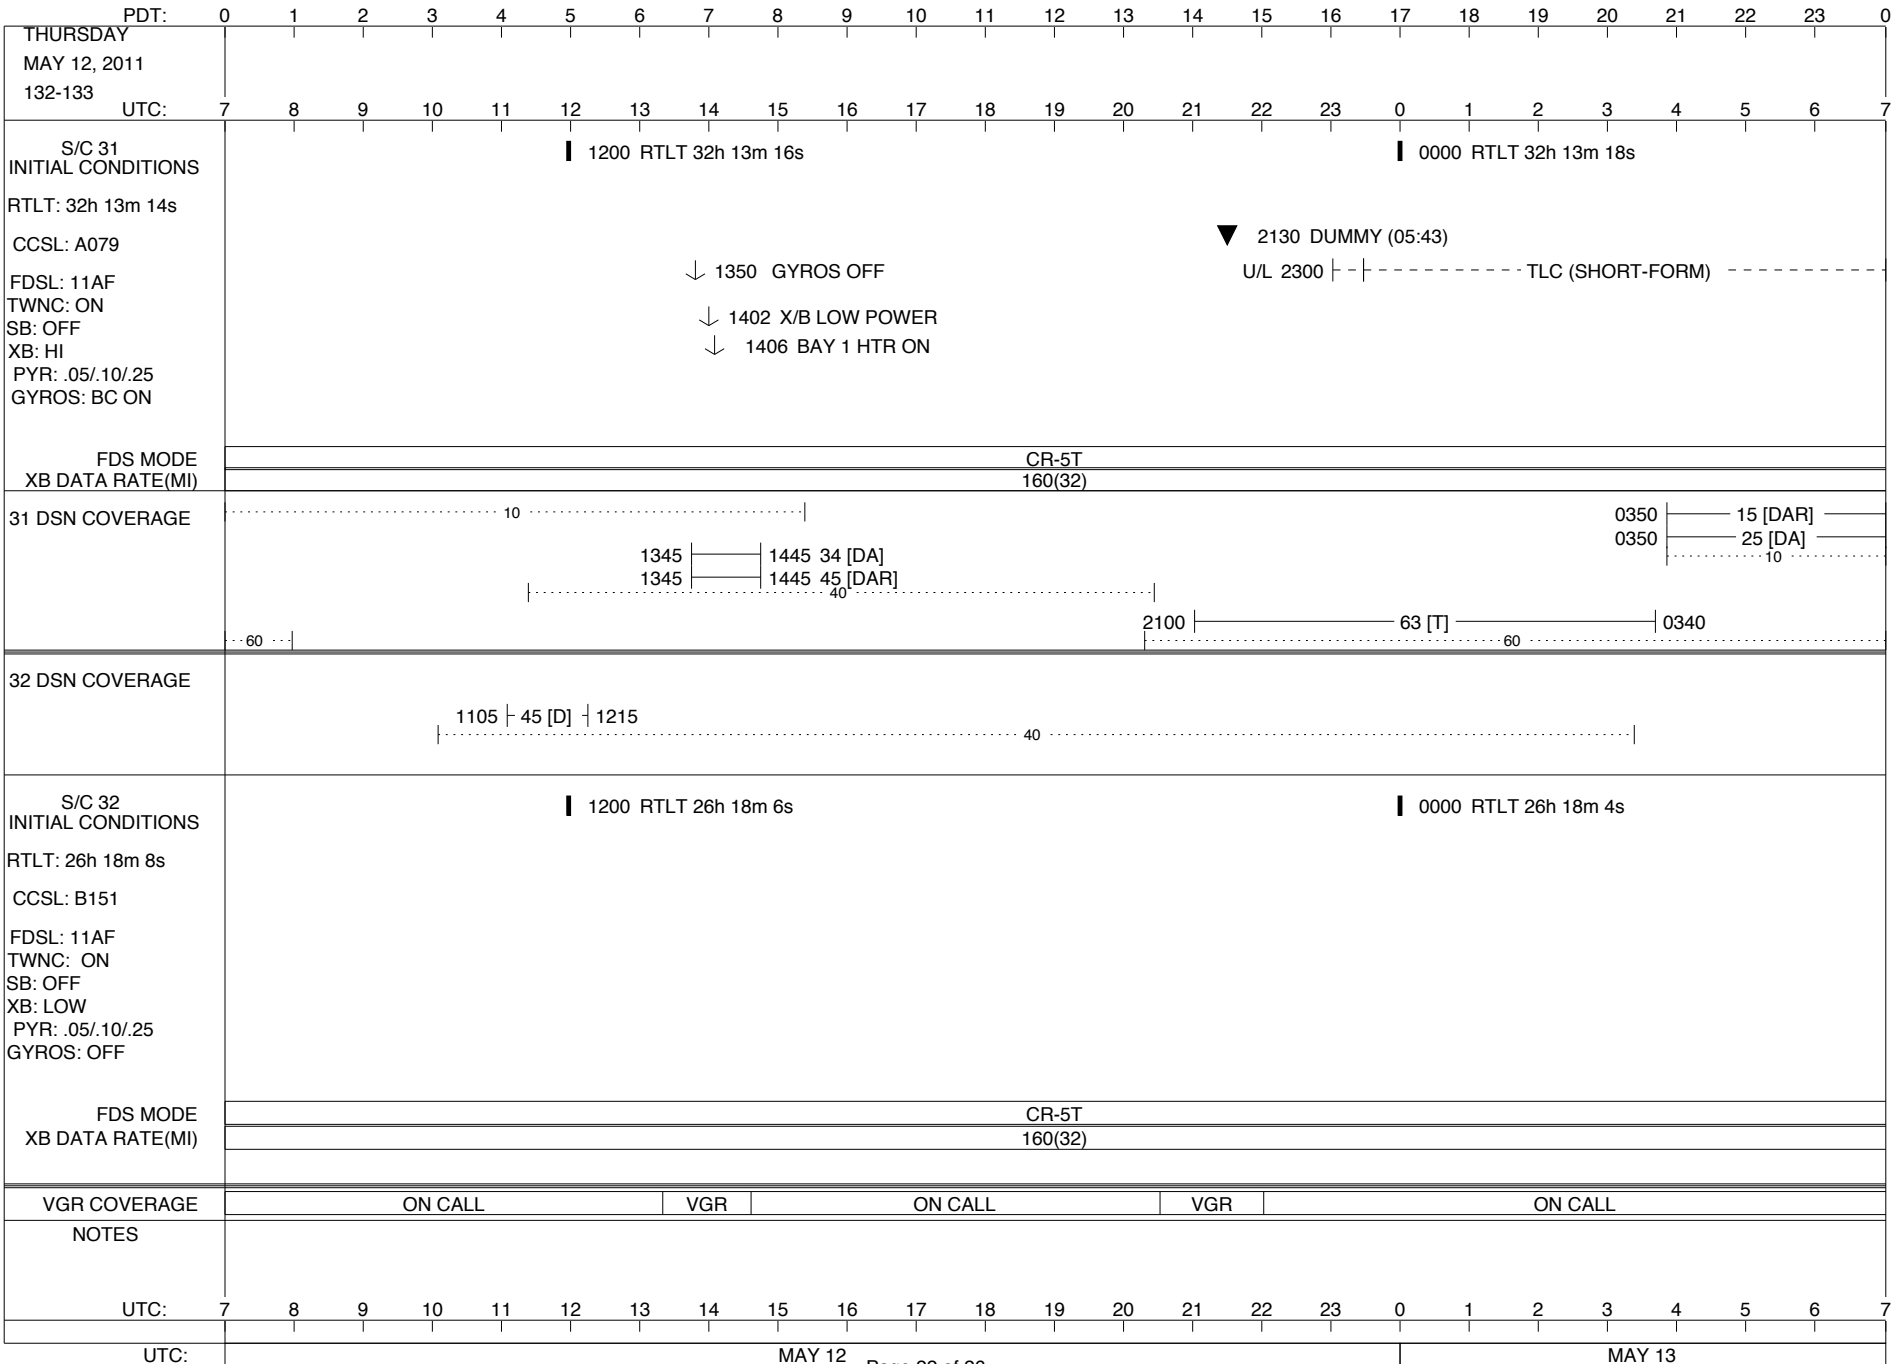 PDT: 0 1 2 3 4 5 6 7 8 9 10 11 12 13 14 15 16 17 18 19 20 21 22 23 0
THURSDAY
MAY 12, 2011
132-133
UTC: 7 8 9 10 11 12 13 14 15 16 17 18 19 20 21 22 23 0 1 2 3 4 5 6 7
S/C 31
INITIAL CONDITIONS
1200 RTLT 32h 13m 16s
0000 RTLT 32h 13m 18s
RTLT: 32h 13m 14s
CCSL: A079
2130 DUMMY (05:43)
FDSL: 11AF
1350 GYROS OFF
U/L 2300
TLC (SHORT-FORM)
TWNC: ON
SB: OFF
1402 X/B LOW POWER
XB: HI
1406 BAY 1 HTR ON
PYR: .05/.10/.25
GYROS: BC ON
FDS MODE CR-5T
XB DATA RATE(MI) 160(32)
31 DSN COVERAGE
10
0350 15 [DAR]
0350 25 [DA]
10
1345 1445 34 [DA]
1345 1445 45 [DAR]
40
2100 63 [T] 0340
60 60
32 DSN COVERAGE
1105 45 [D] 1215
40
S/C 32
INITIAL CONDITIONS
1200 RTLT 26h 18m 6s
0000 RTLT 26h 18m 4s
RTLT: 26h 18m 8s
CCSL: B151
FDSL: 11AF
TWNC: ON
SB: OFF
XB: LOW
PYR: .05/.10/.25
GYROS: OFF
FDS MODE CR-5T
XB DATA RATE(MI) 160(32)
VGR COVERAGE ON CALL VGR ON CALL VGR ON CALL
NOTES
UTC: 7 8 9 10 11 12 13 14 15 16 17 18 19 20 21 22 23 0 1 2 3 4 5 6 7
UTC: MAY 12 MAY 13